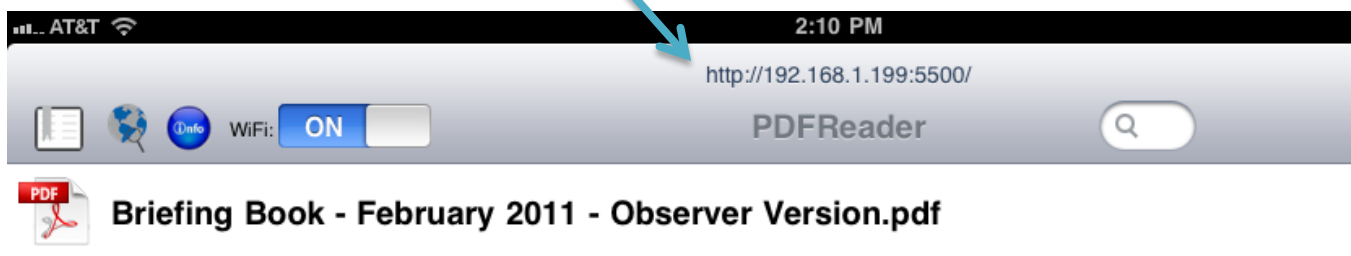 AT&T 2:10 PM
http://192.168.1.199:5500/
Info WiFi: ON PDFReader
PDF Briefing Book - February 2011 - Observer Version.pdf